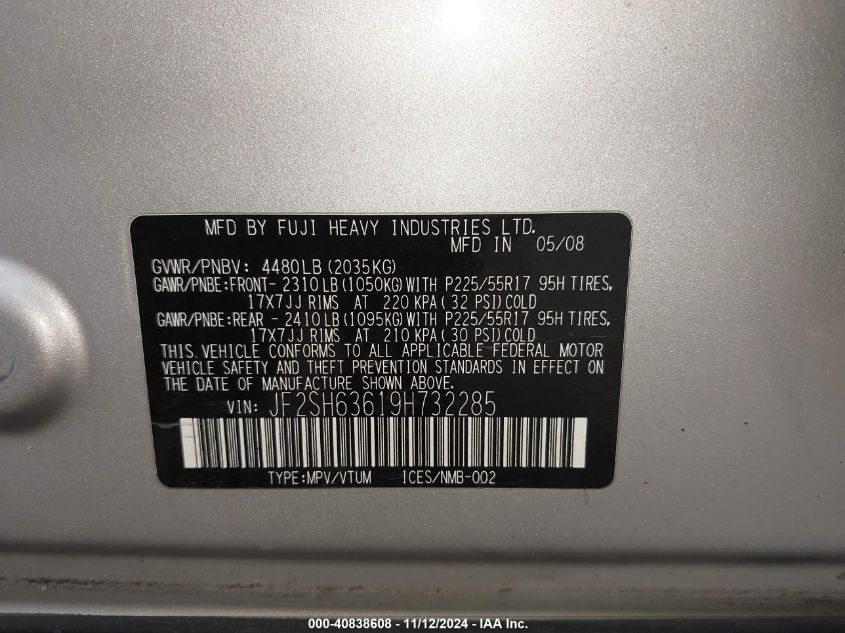 MFD BY FUJI HEAVY INDUSTRIES LTD.
MFD IN 05/08
GVWR/PNBV: 4480LB (2035KG)
GAWR/PNBE:FRONT- 2310LB (1050KG)WITH P225/55R17 95H TIRES,
17X7JJ RIMS AT 220 KPA ( 32 PSI)COLD
GAWR/PNBE:REAR - 2410LB (1095KG)WITH P225/55R17 95H TIRES,
17X7JJ RIMS AT 210 KPA ( 30 PSI)COLD
THIS VEHICLE CONFORMS TO ALL APPLICABLE FEDERAL MOTOR
VEHICLE SAFETY AND THEFT PREVENTION STANDARDS IN EFFECT ON
THE DATE OF MANUFACTURE SHOWN ABOVE.
VIN: JF2SH63619H732285
TYPE:MPV/VTUM ICES/NMB-002
000-40838608 - 11/12/2024 - IAA Inc.